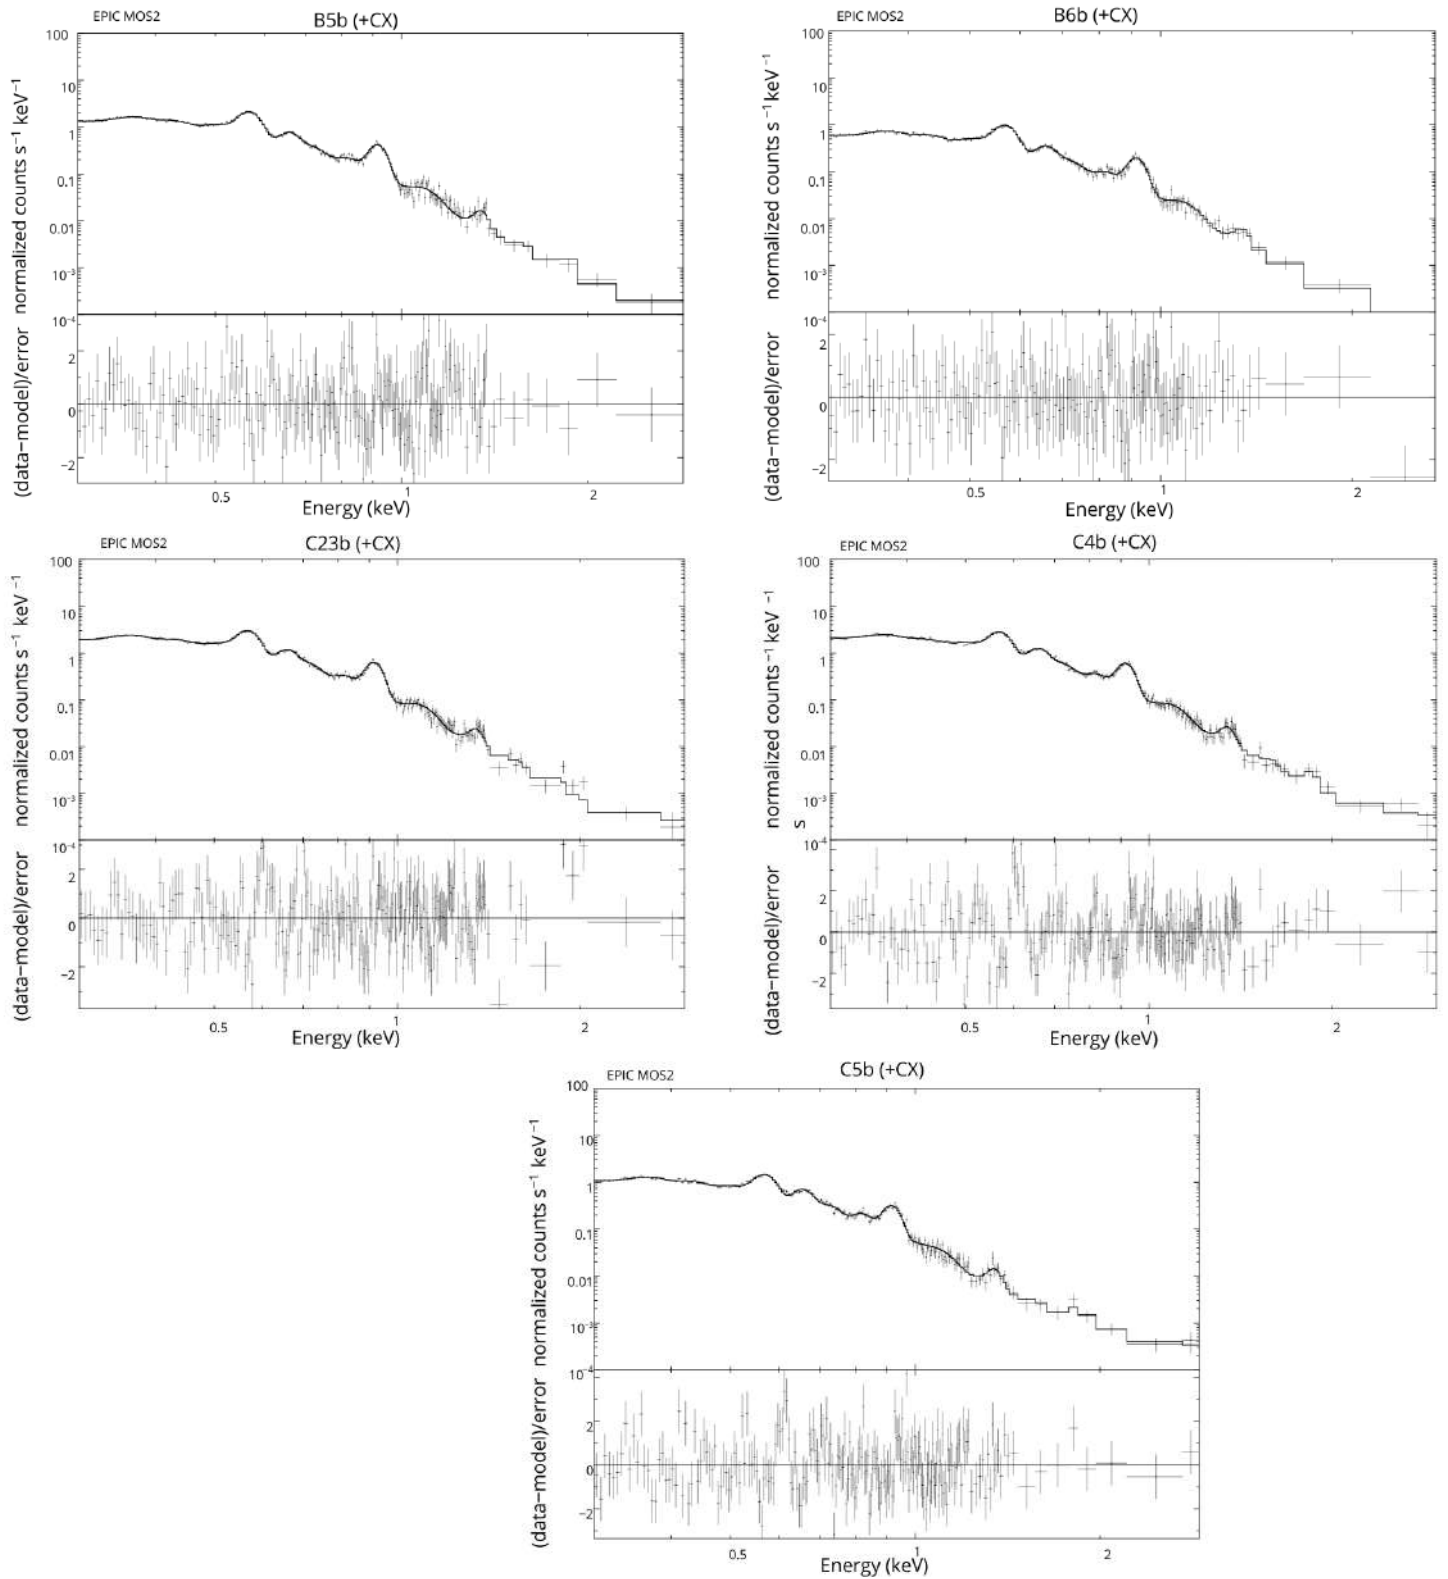 EPIC MOS2
B5b (+CX)
normalized counts s⁻¹ keV⁻¹
100
10
1
0.1
0.01
10⁻³
10⁻⁴
(data−model)/error
2
0
−2
0.5
1
2
Energy (keV)
EPIC MOS2
B6b (+CX)
normalized counts s⁻¹ keV⁻¹
100
10
1
0.1
0.01
10⁻³
10⁻⁴
(data−model)/error
2
0
−2
0.5
1
2
Energy (keV)
EPIC MOS2
C23b (+CX)
normalized counts s⁻¹ keV⁻¹
100
10
1
0.1
0.01
10⁻³
10⁻⁴
(data−model)/error
2
0
−2
0.5
1
2
Energy (keV)
EPIC MOS2
C4b (+CX)
normalized counts⁻¹ keV⁻¹
s
100
10
1
0.1
0.01
10⁻³
10⁻⁴
(data−model)/error
2
0
−2
0.5
1
2
Energy (keV)
EPIC MOS2
C5b (+CX)
normalized counts s⁻¹ keV⁻¹
100
10
1
0.1
0.01
10⁻³
10⁻⁴
(data−model)/error
2
0
−2
0.5
1
2
Energy (keV)